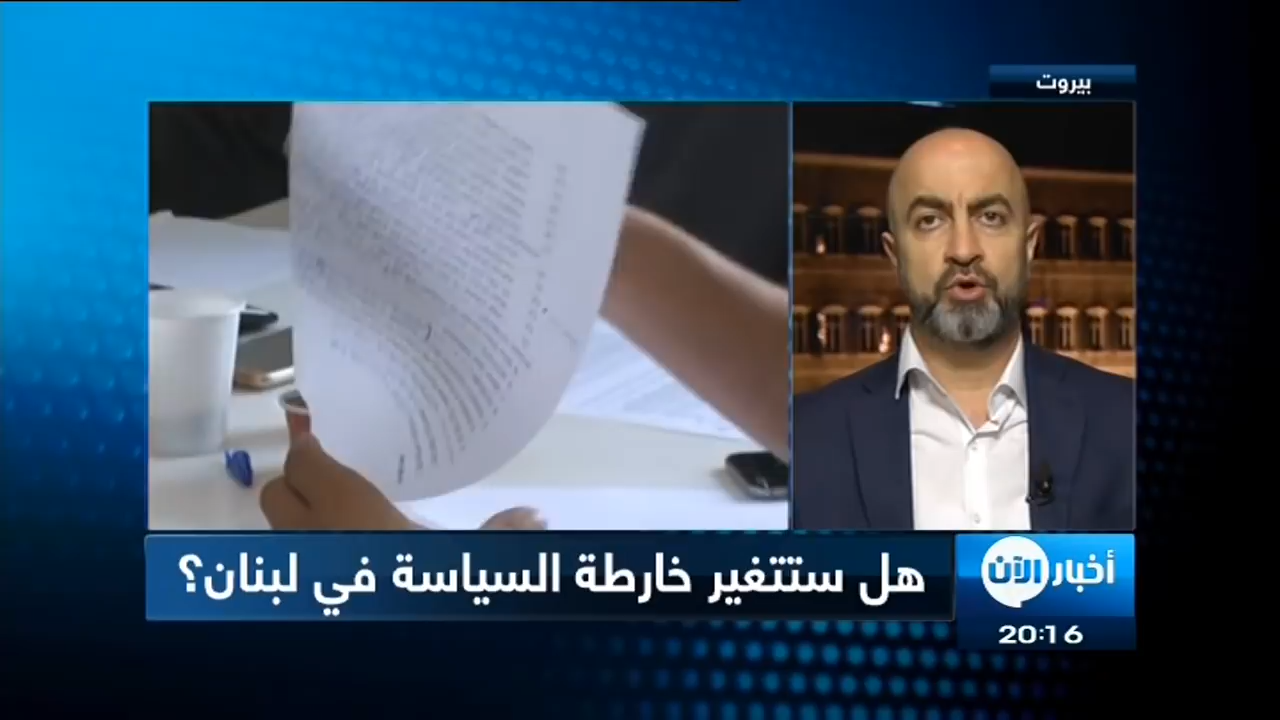 بيروت
هل ستتغير خارطة السياسة في لبنان؟
أخبار الآن
20:16